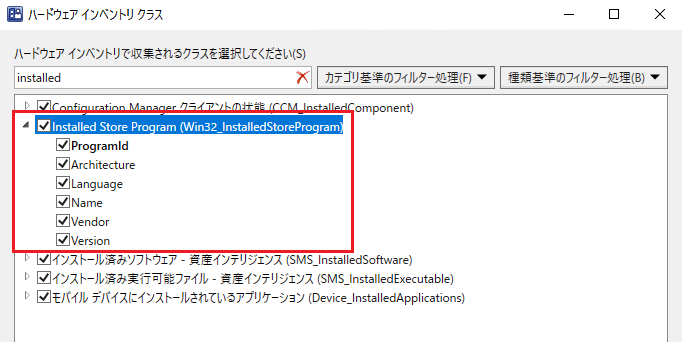 ハードウェア インベントリ クラス
ハードウェア インベントリで収集されるクラスを選択してください(S)
installed
カテゴリ基準のフィルター処理(F)
種類基準のフィルター処理(B)
Configuration Manager クライアントの状態 (CCM_InstalledComponent)
Installed Store Program (Win32_InstalledStoreProgram)
ProgramId
Architecture
Language
Name
Vendor
Version
インストール済みソフトウェア - 資産インテリジェンス (SMS_InstalledSoftware)
インストール済み実行可能ファイル - 資産インテリジェンス (SMS_InstalledExecutable)
モバイル デバイスにインストールされているアプリケーション (Device_InstalledApplications)